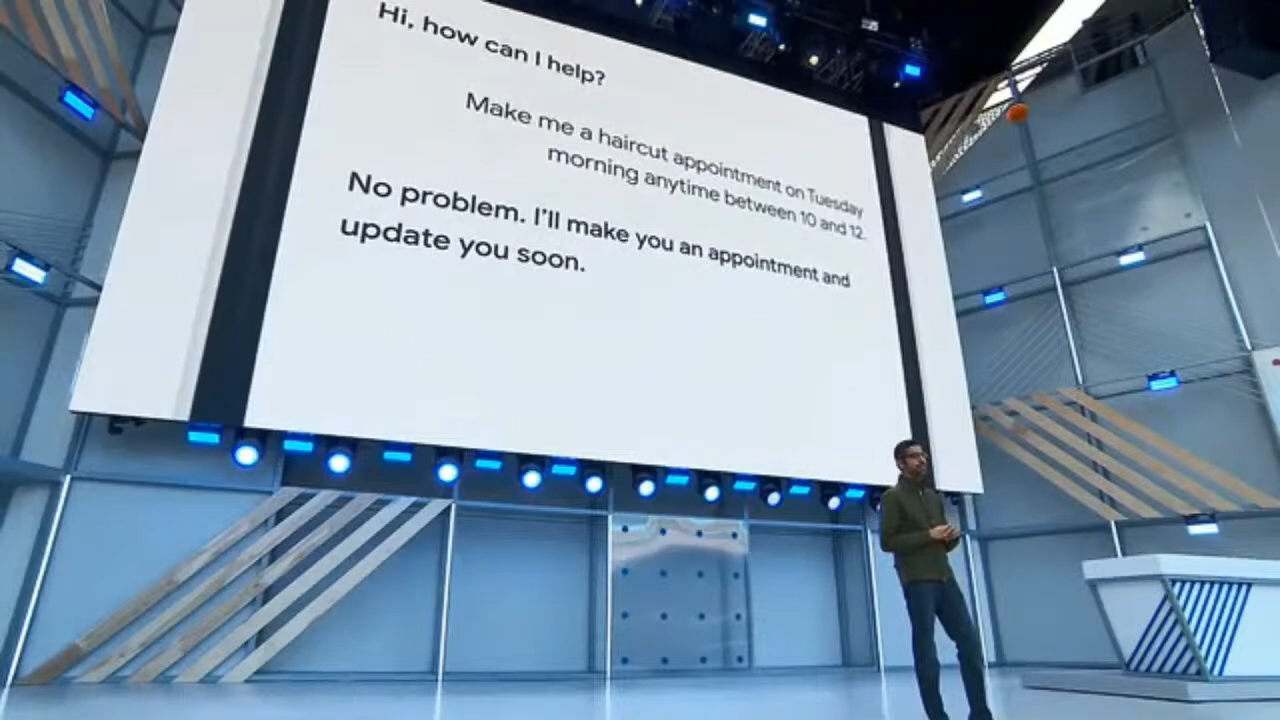 Hi, how can I help?
Make me a haircut appointment on Tuesday
morning anytime between 10 and 12.
No problem. I'll make you an appointment and
update you soon.